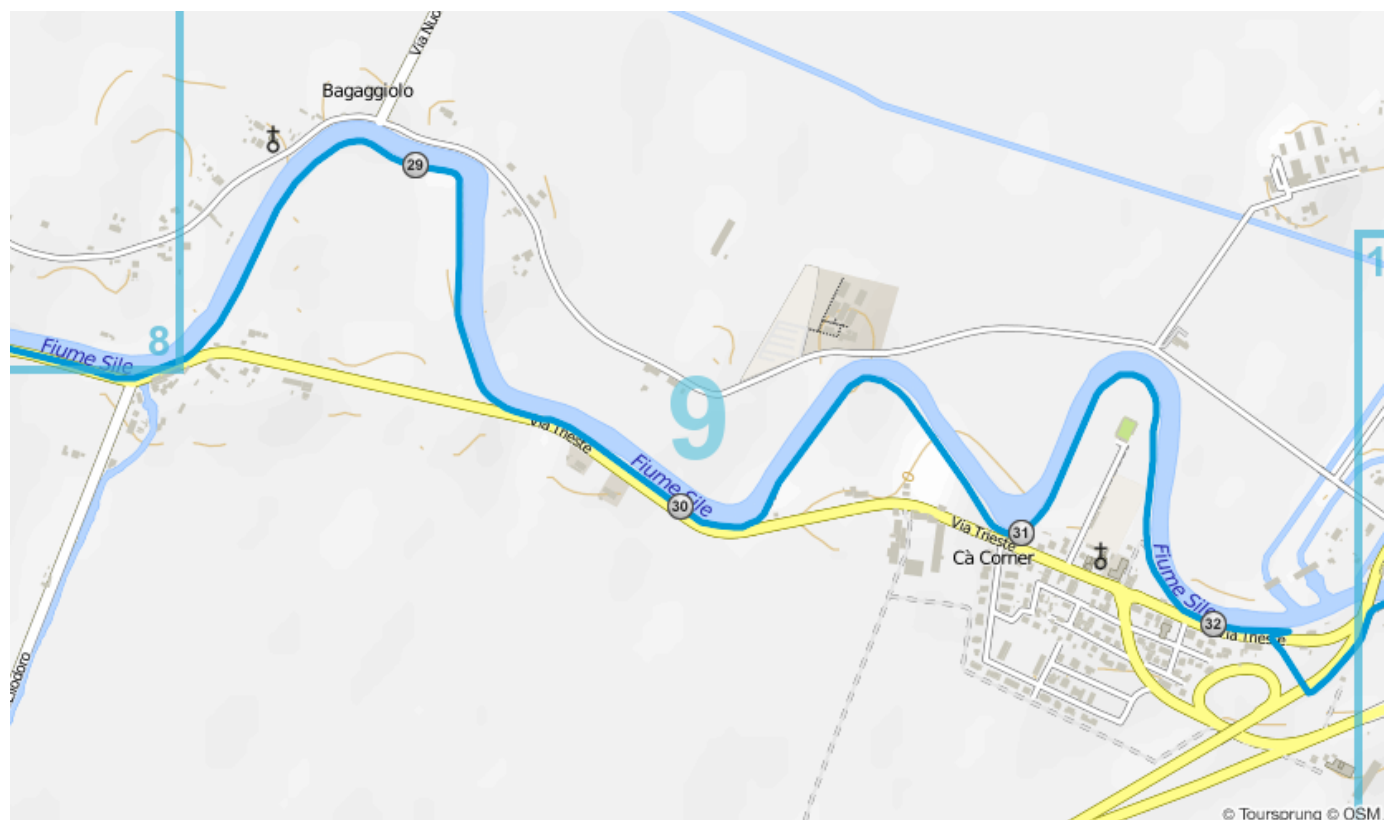 Via Nuo
Bagaggiolo
29
1
8
Fiume Sile
9
Via Trieste
Fiume Sile
30
31
Via Trieste
Cà Corner
Fiume Sile
32
Via Trieste
Eliodoro
© Toursprung © OSM